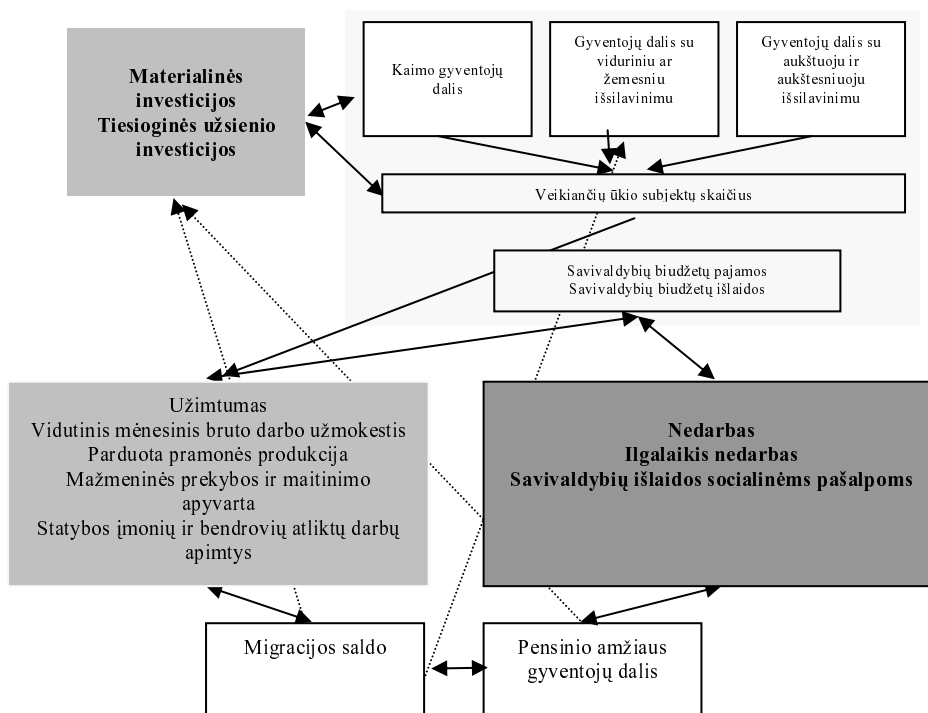 Materialinės
investicijos
Tiesioginės užsienio
investicijos
Kaimo gyventojų
dalis
Gyventojų dalis su
viduriniu ar
žemesniu
išsilavinimu
Gyventojų dalis su
aukštuoju ir
aukštesniuoju
išsilavinimu
Veikiančių ūkio subjektų skaičius
Savivaldybių biudžetų pajamos
Savivaldybių biudžetų išlaidos
Užimtumas
Vidutinis mėnesinis bruto darbo užmokestis
Parduota pramonės produkcija
Mažmeninės prekybos ir maitinimo
apyvarta
Statybos įmonių ir bendrovių atliktų darbų
apimtys
Nedarbas
Ilgalaikis nedarbas
Savivaldybių išlaidos socialinėms pašalpoms
Migracijos saldo
Pensinio amžiaus
gyventojų dalis